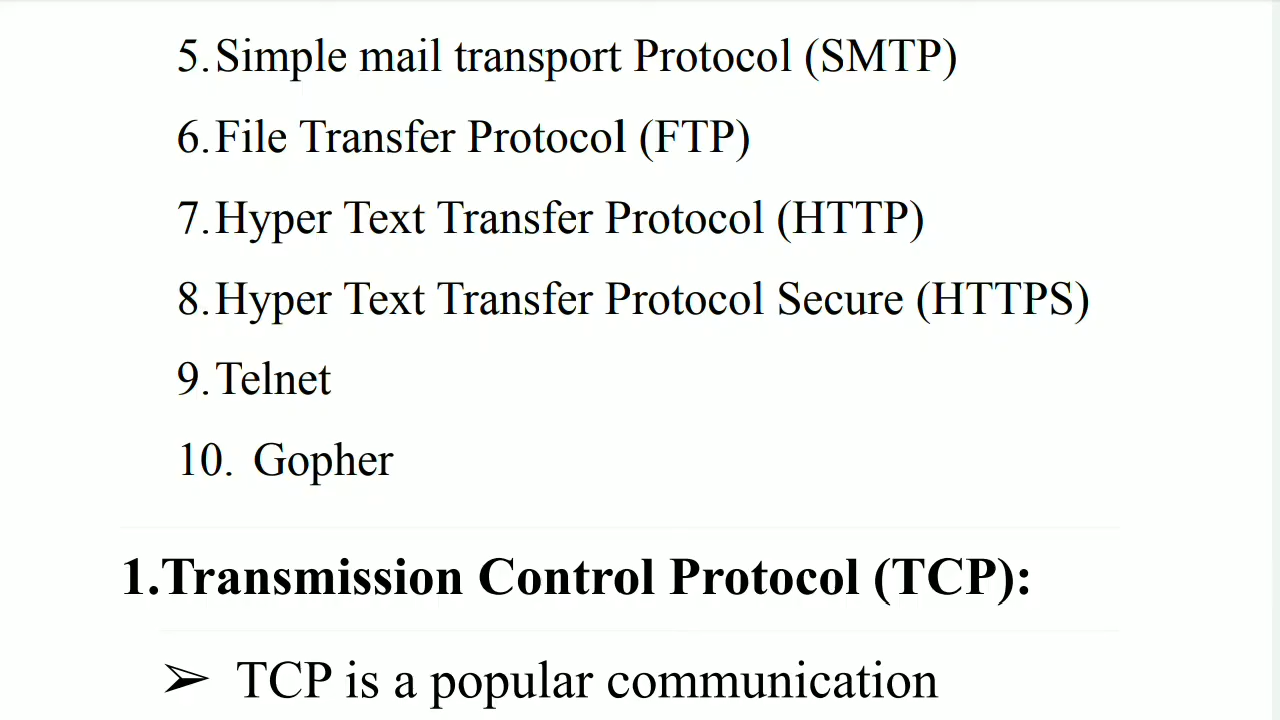 5.Simple mail transport Protocol (SMTP)
6.File Transfer Protocol (FTP)
7.Hyper Text Transfer Protocol (HTTP)
8.Hyper Text Transfer Protocol Secure (HTTPS)
9.Telnet
10. Gopher
1.Transmission Control Protocol (TCP):
➢ TCP is a popular communication